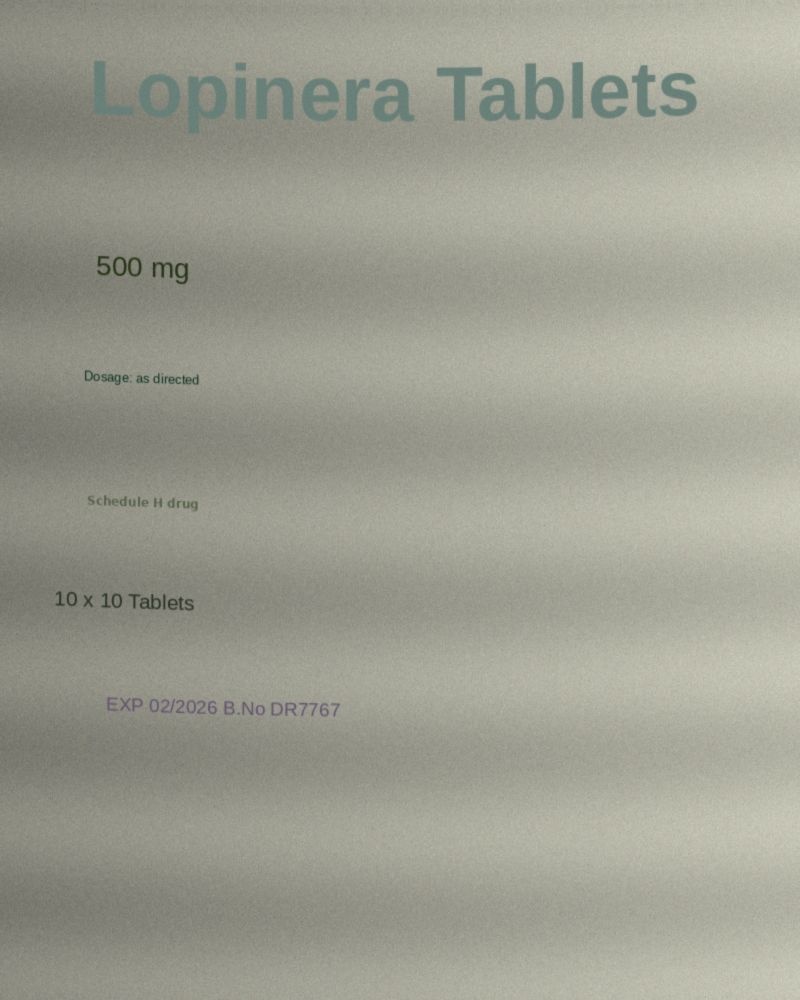 Lopinera Tablets
500 mg
Dosage: as directed
Schedule H drug
10 x 10 Tablets
EXP 02/2026 B.No DR7767